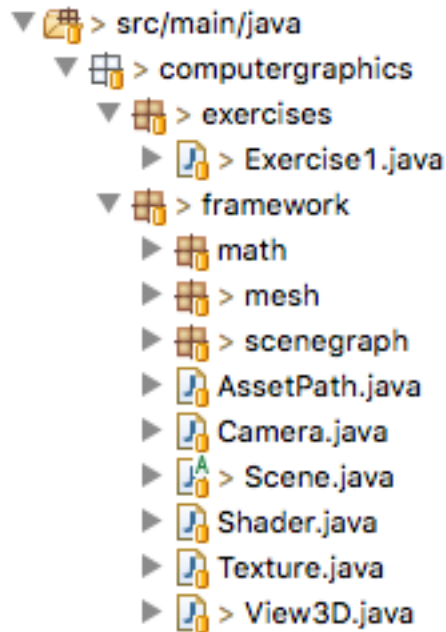 > src/main/java
> computergraphics
> exercises
> Exercise1.java
> framework
math
> mesh
> scenegraph
AssetPath.java
Camera.java
> Scene.java
Shader.java
Texture.java
> View3D.java